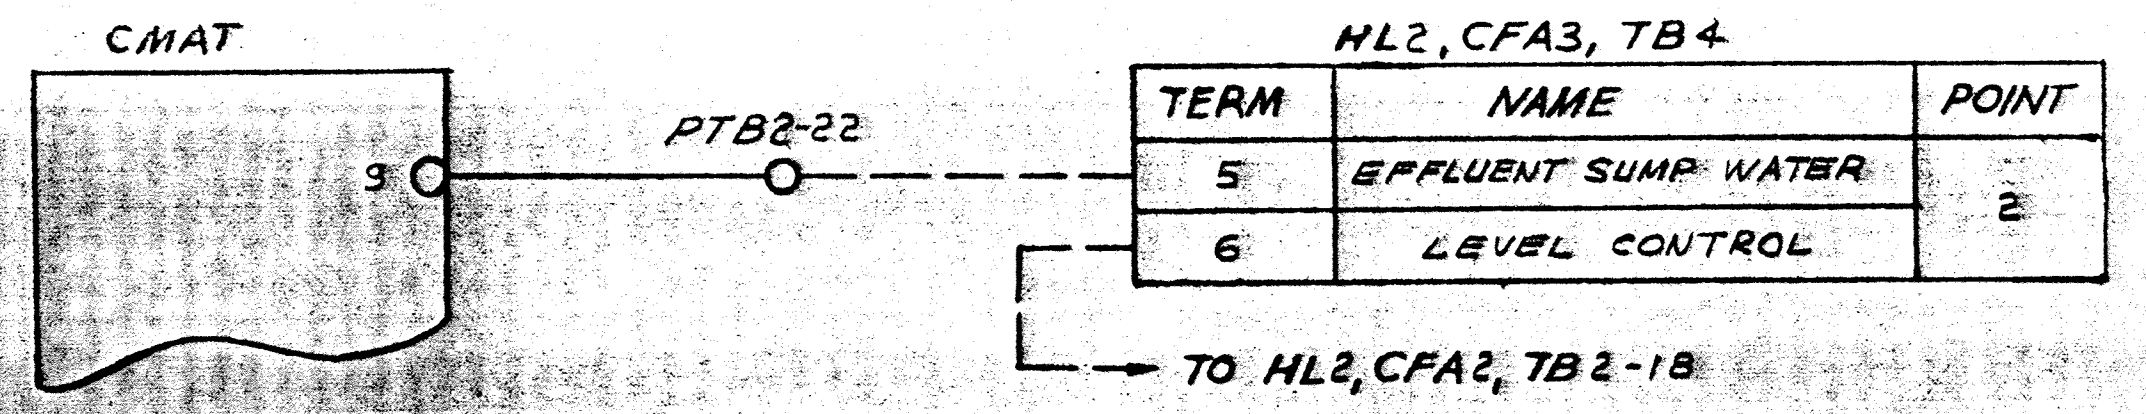 CMAT
HL2, CFA3, TB4
TERM NAME POINT
PTB2-22
9 5 EFFLUENT SUMP WATER 2
6 LEVEL CONTROL
TO HL2, CFA2, TB2-18